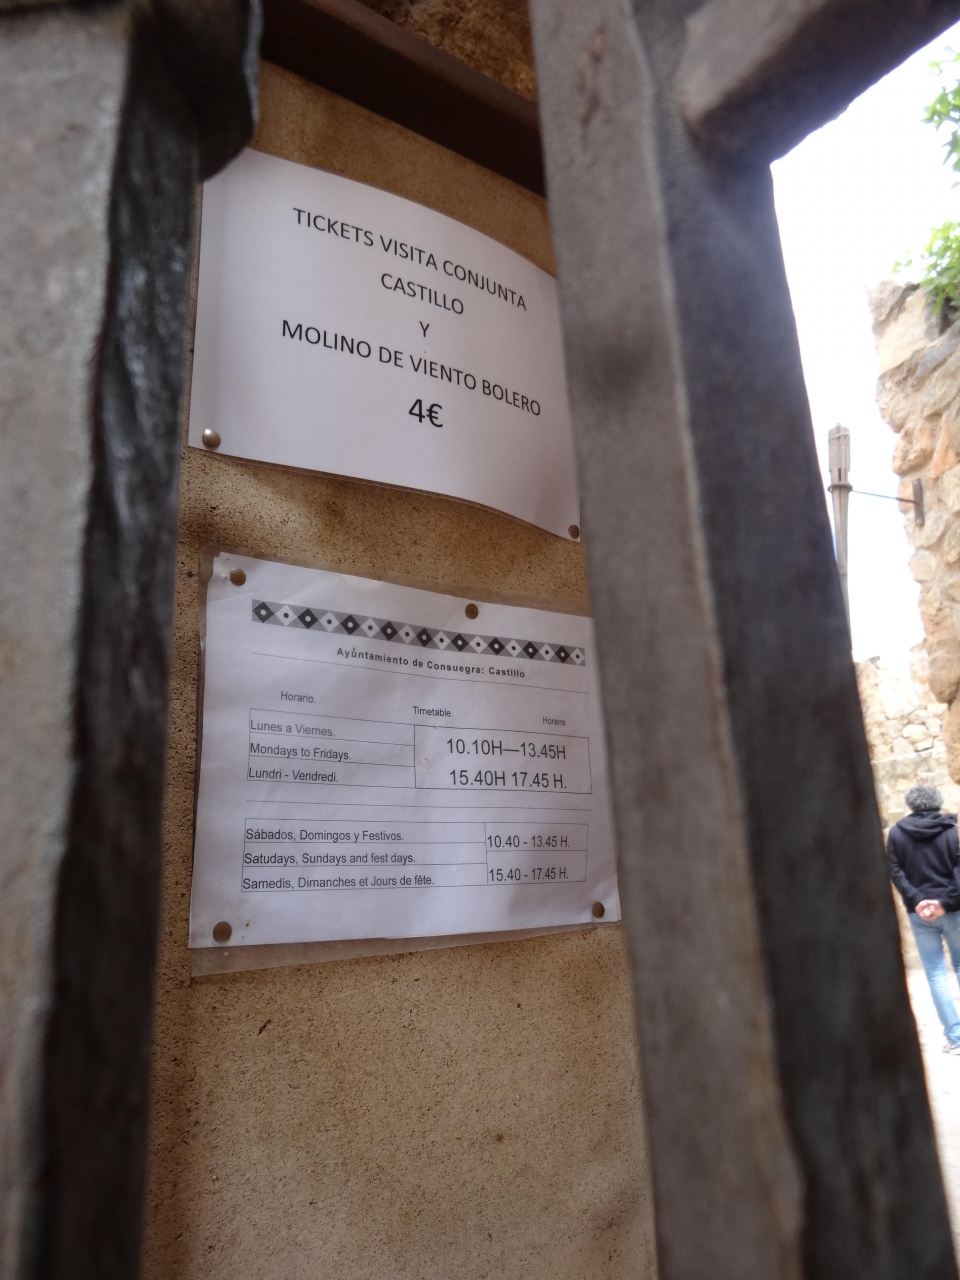 TICKETS VISITA CONJUNTA
CASTILLO
Y
MOLINO DE VIENTO BOLERO
4€
Ayúntamiento de Consuegra: Castillo
Horario. Timetable. Horaire.
Lunes a Viernes.
Mondays to Fridays.
Lundri - Vendredi.
10.10H—13.45H
15.40H 17.45 H.
Sábados, Domingos y Festivos.
Satudays, Sundays and fest days.
Samedis, Dimanches et Jours de fête.
10.40 - 13.45 H.
15.40 - 17.45 H.